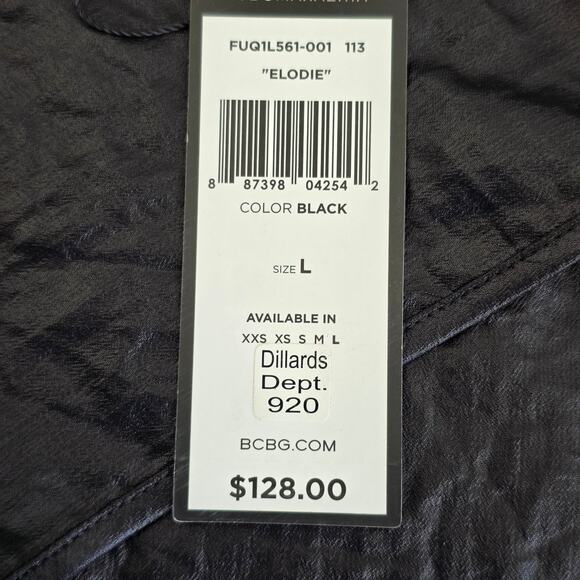 FUQ1L561-001 113
"ELODIE"
8 87398 04254 2
COLOR BLACK
SIZE L
AVAILABLE IN
XXS XS S M L
Dillards
Dept.
920
BCBG.COM
$128.00